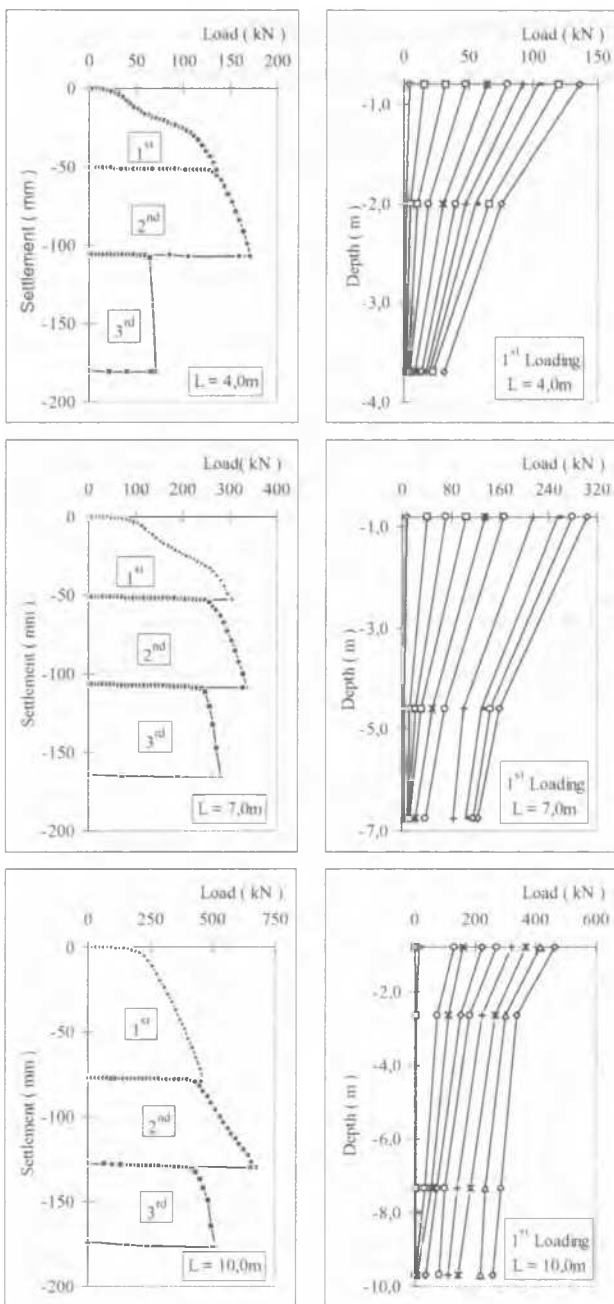 Load ( kN )
0 50 100 150 200
0
-50
-100
-150
-200
Settlement ( mm )
1st
2nd
3rd
L = 4,0m
Load ( kN )
0 50 100 150
-1,0
-2,0
-3,0
-4,0
Depth ( m )
1st Loading
L = 4,0m
Load( kN )
0 100 200 300 400
0
-50
-100
-150
-200
Settlement ( mm )
1st
2nd
3rd
L = 7,0m
Load ( kN )
0 80 160 240 320
-1,0
-3,0
-5,0
-7,0
Depth ( m )
1st Loading
L = 7,0m
Load ( kN )
0 250 500 750
0
-50
-100
-150
-200
Settlement ( mm )
1st
2nd
3rd
L = 10,0m
Load ( kN )
0 200 400 600
-2,0
-4,0
-6,0
-8,0
-10,0
Depth ( m )
1st Loading
L = 10,0m